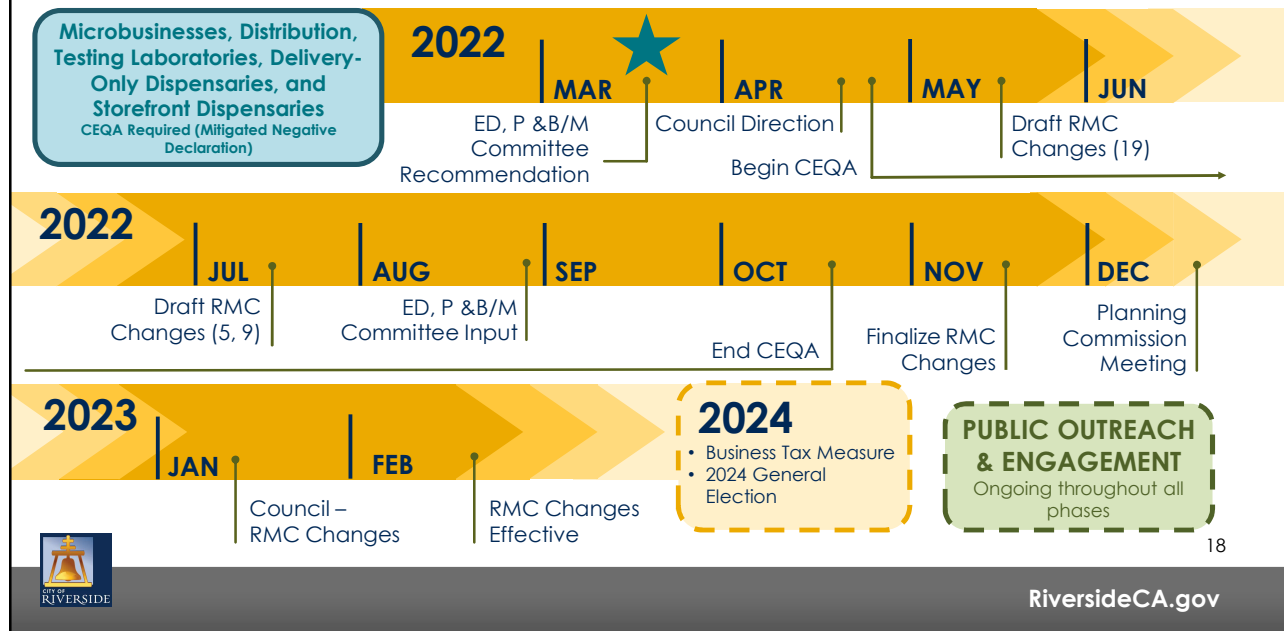 Microbusinesses, Distribution,
Testing Laboratories, Delivery-
Only Dispensaries, and
Storefront Dispensaries
CEQA Required (Mitigated Negative
Declaration)
2022
MAR
APR
MAY
JUN
ED, P &B/M
Committee
Recommendation
Council Direction
Begin CEQA
Draft RMC
Changes (19)
2022
JUL
AUG
SEP
OCT
NOV
DEC
Draft RMC
Changes (5, 9)
ED, P &B/M
Committee Input
End CEQA
Finalize RMC
Changes
Planning
Commission
Meeting
2023
JAN
FEB
Council –
RMC Changes
RMC Changes
Effective
2024
• Business Tax Measure
• 2024 General
Election
PUBLIC OUTREACH
& ENGAGEMENT
Ongoing throughout all
phases
18
CITY OF
RIVERSIDE
RiversideCA.gov